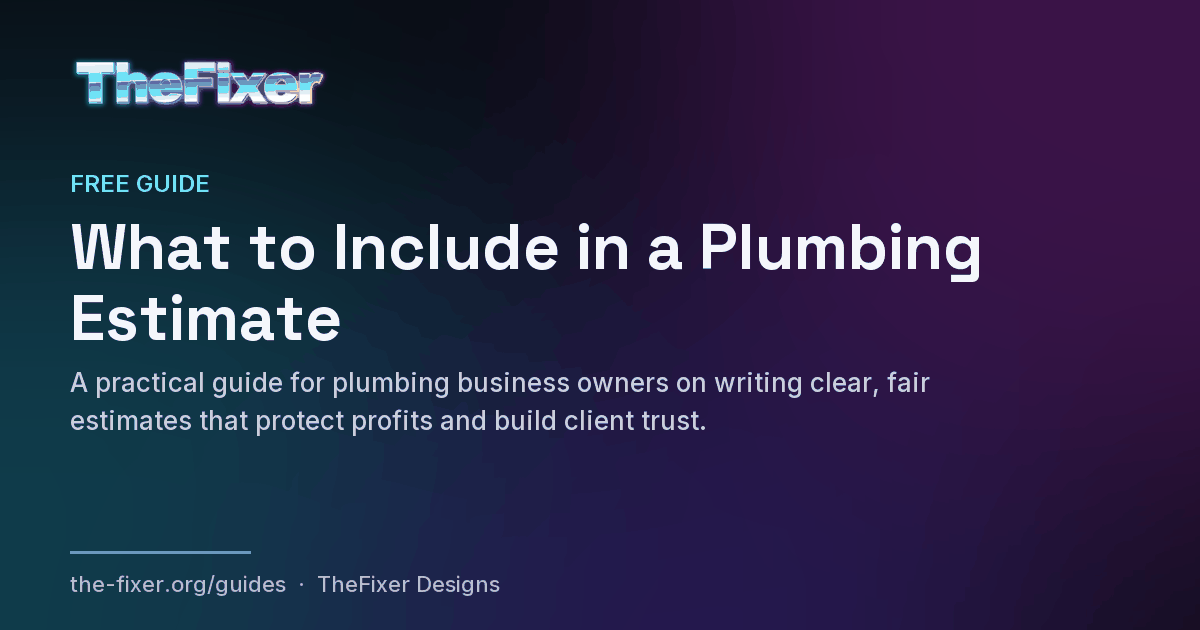 TheFixer
FREE GUIDE
What to Include in a Plumbing
Estimate
A practical guide for plumbing business owners on writing clear, fair
estimates that protect profits and build client trust.
the-fixer.org/guides · TheFixer Designs